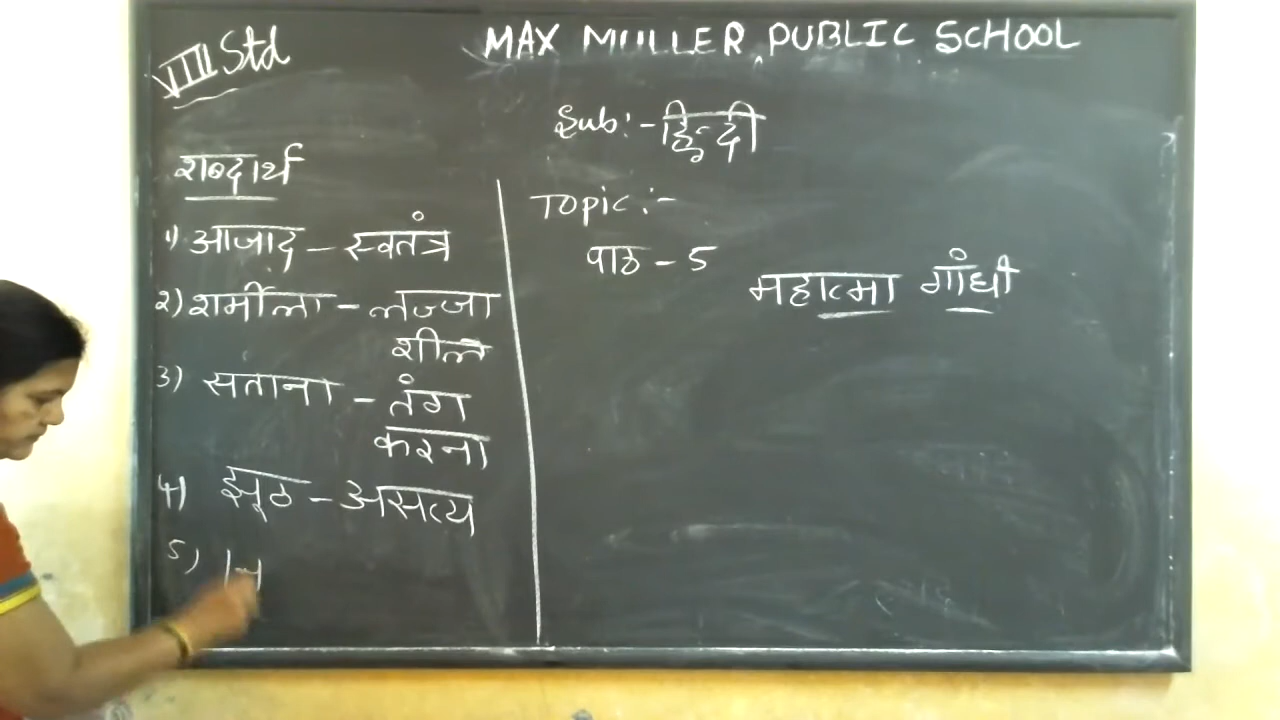 VIII Std
MAX MULLER PUBLIC SCHOOL
Sub:- हिन्दी
Topic:-
पाठ - 5
महात्मा गांधी
शब्दार्थ
1) आजाद - स्वतंत्र
2) शर्मीला - लज्जा
शील
3) सताना - तंग
करना
4) झूठ - असत्य
5)